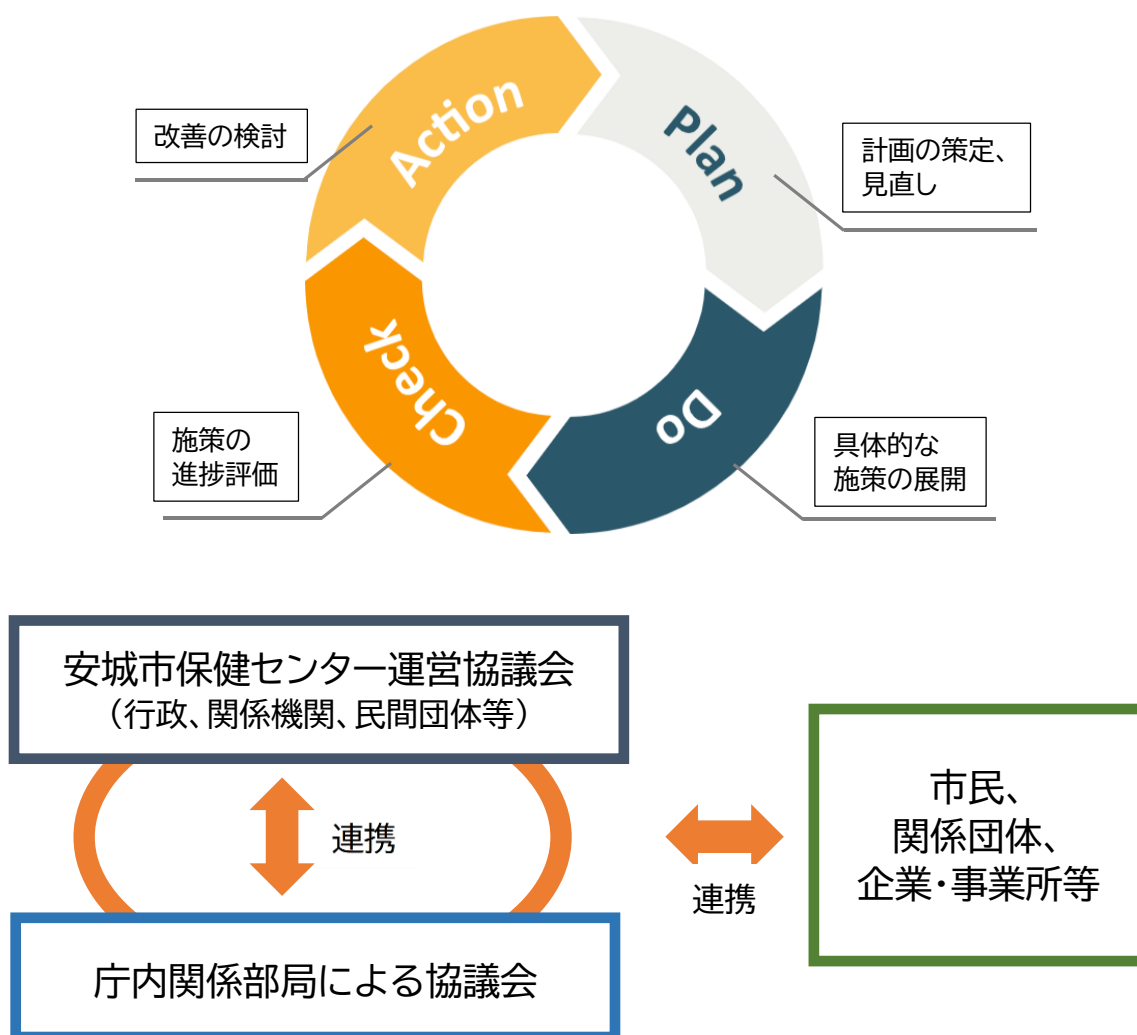 Action
Plan
改善の検討
計画の策定、
見直し
Check
Do
施策の
進捗評価
具体的な
施策の展開
安城市保健センター運営協議会
（行政、関係機関、民間団体等）
連携
庁内関係部局による協議会
連携
市民、
関係団体、
企業・事業所等